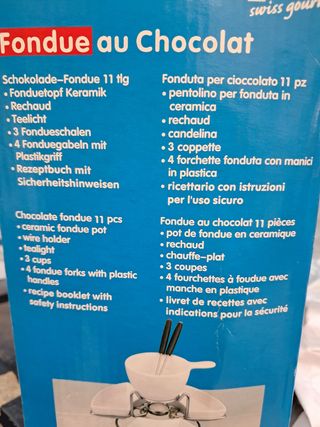 swiss gour
Fondue au Chocolat
Schokolade-Fondue 11 tlg
• Fonduetopf Keramik
• Rechaud
• Teelicht
• 3 Fondueschalen
• 4 Fonduegabeln mit
Plastikgriff
• Rezeptbuch mit
Sicherheitshinweisen
Fonduta per cioccolato 11 pz
• pentolino per fonduta in
ceramica
• rechaud
• candelina
• 3 coppette
• 4 forchette fonduta con manici
in plastica
• ricettario con istruzioni
per l'uso sicuro
Chocolate fondue 11 pcs
• ceramic fondue pot
• wire holder
• tealight
• 3 cups
• 4 fondue forks with plastic
handles
• recipe booklet with
safety instructions
Fondue au chocolat 11 pièces
• pot de fondue en ceramique
• rechaud
• chauffe-plat
• 3 coupes
• 4 fourchettes à foudue avec
manche en plastique
• livret de recettes avec
indications pour la sécurité